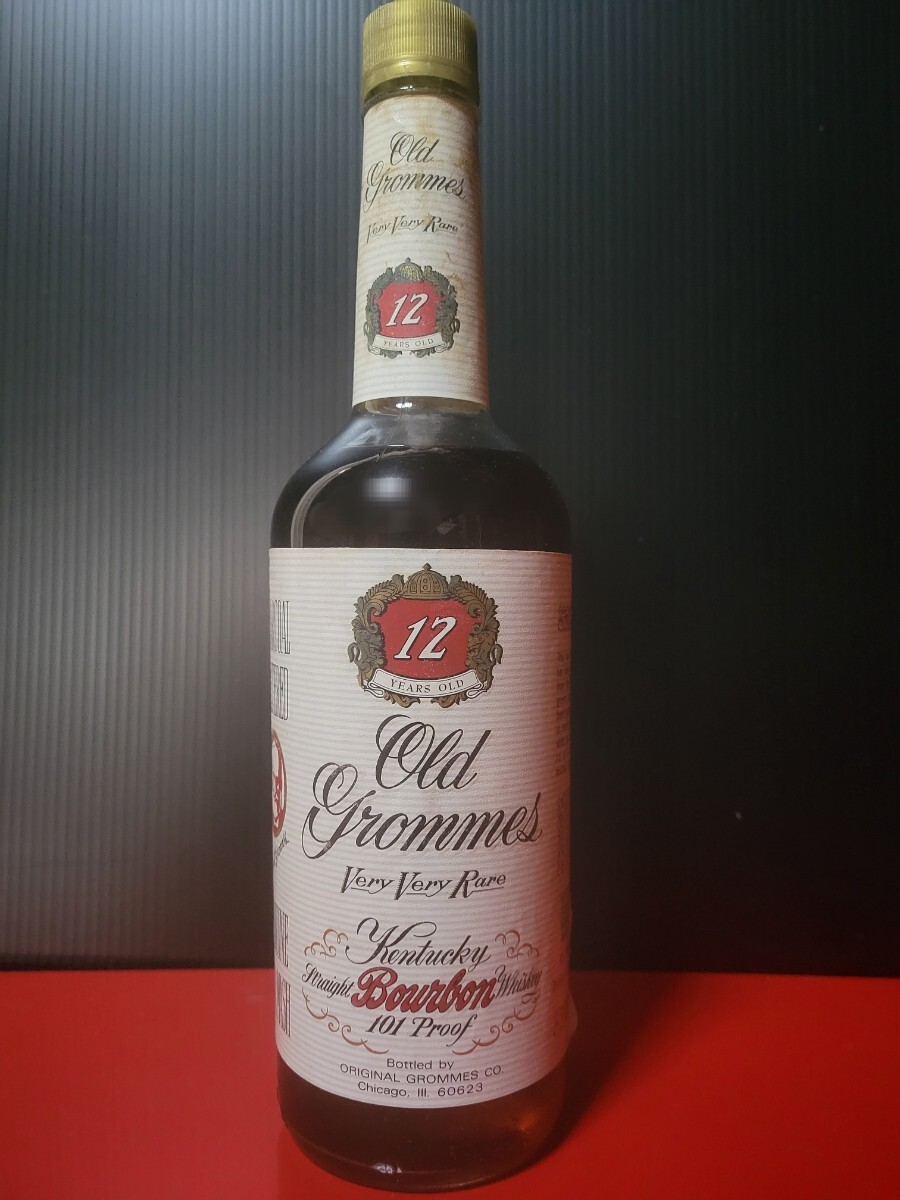 Old
Grommes
Very Very Rare
12
YEARS OLD
12
YEARS OLD
Old
Grommes
Very Very Rare
Kentucky
Straight Bourbon Whiskey
101 Proof
Bottled by
ORIGINAL GROMMES CO.
Chicago, Ill. 60623